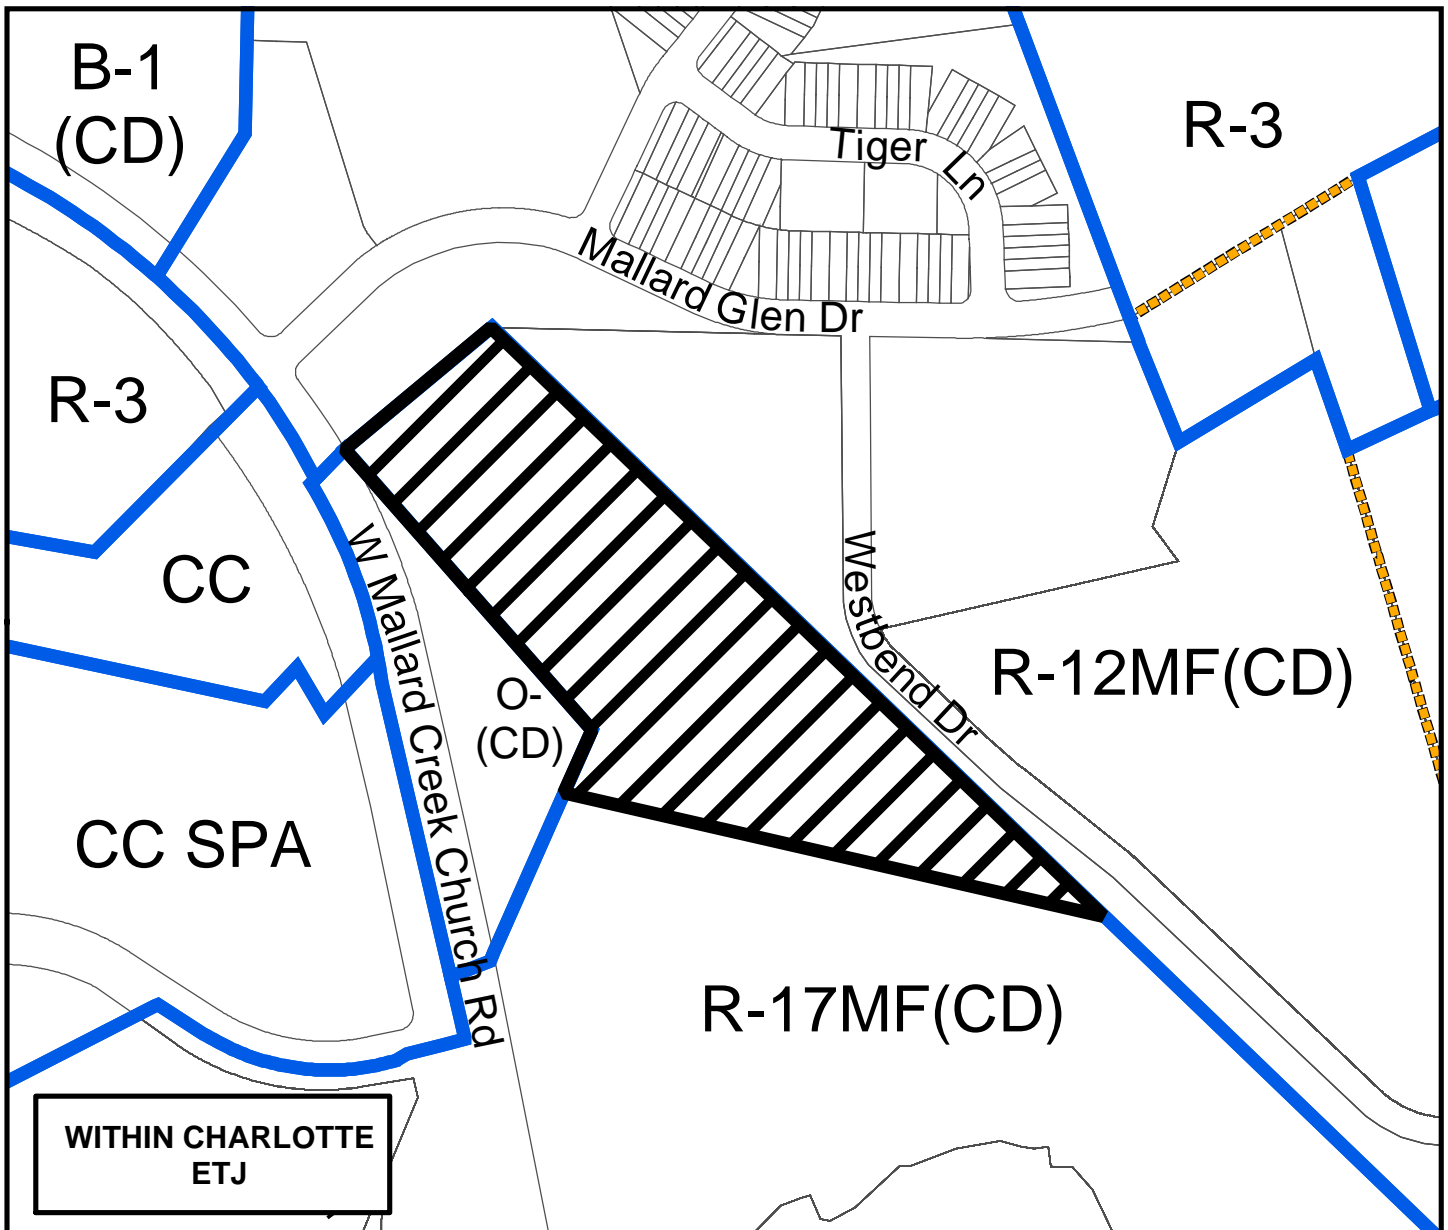 B-1
(CD)
R-3
Tiger Ln
Mallard Glen Dr
R-3
CC
W Mallard Creek Church Rd
Westbend Dr
O-
(CD)
R-12MF(CD)
CC SPA
R-17MF(CD)
WITHIN CHARLOTTE
ETJ